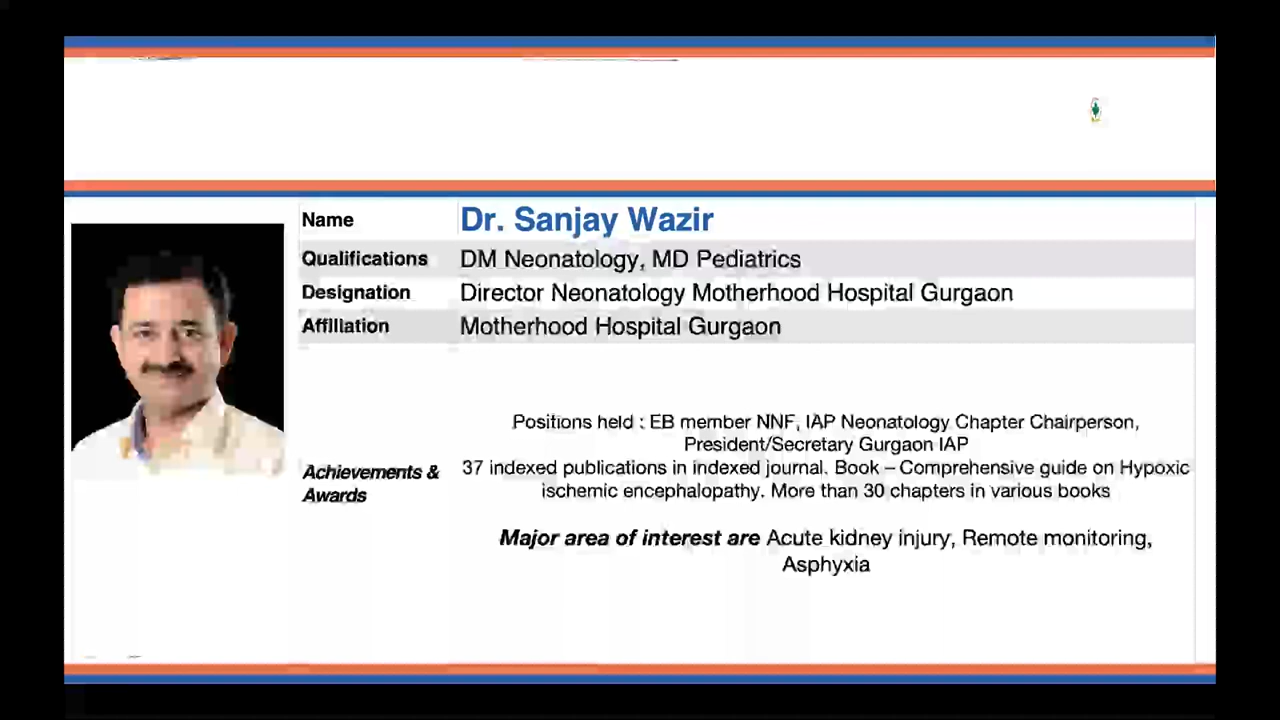 Name
Dr. Sanjay Wazir
Qualifications
DM Neonatology, MD Pediatrics
Designation
Director Neonatology Motherhood Hospital Gurgaon
Affiliation
Motherhood Hospital Gurgaon
Achievements &
Awards
Positions held : EB member NNF, IAP Neonatology Chapter Chairperson,
President/Secretary Gurgaon IAP
37 indexed publications in indexed journal. Book – Comprehensive guide on Hypoxic
ischemic encephalopathy. More than 30 chapters in various books
Major area of interest are Acute kidney injury, Remote monitoring,
Asphyxia